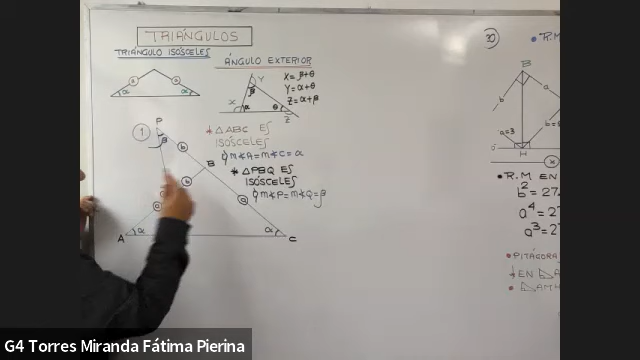 TRIÁNGULOS
TRIÁNGULO ISÓSCELES
α
a
a
α
ÁNGULO EXTERIOR
X
Y
Z
α
β
θ
X=β+θ
Y=α+θ
Z=α+β
1
P
β
b
B
b
a
a
A
α
α
C
* △ABC ES
ISÓSCELES
m∢A=m∢C=α
* △PBQ ES
ISÓSCELES
m∢P=m∢Q=β
30
• R.M
B
b
a
a=3
H
• R.M EN
b²=27
a⁴=27
a³=27
• PITÁGORAS
EN
G4 Torres Miranda Fátima Pierina